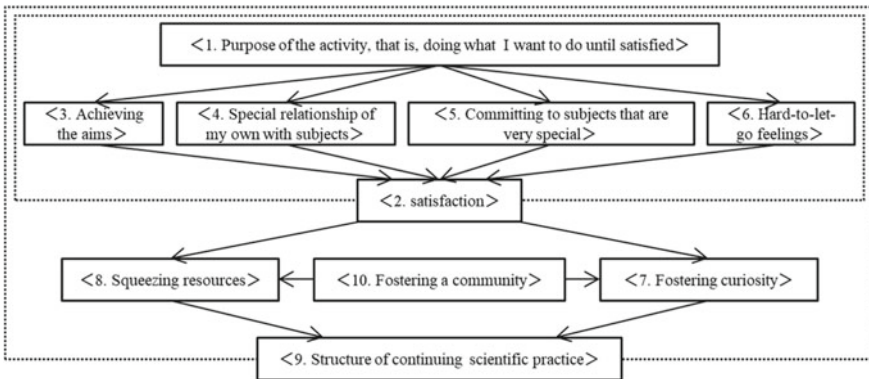 ＜1. Purpose of the activity, that is, doing what I want to do until satisfied＞
＜3. Achieving
the aims＞
＜4. Special relationship of
my own with subjects＞
＜5. Committing to subjects that are
very special＞
＜6. Hard-to-let-
go feelings＞
＜2. satisfaction＞
＜8. Squeezing resources＞
＜10. Fostering a community＞
＜7. Fostering curiosity＞
＜9. Structure of continuing scientific practice＞